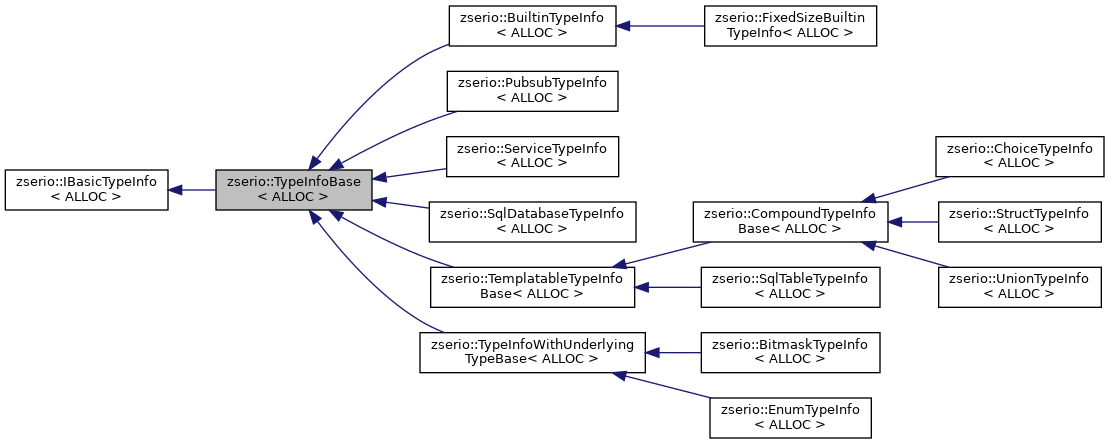 zserio::IBasicTypeInfo
< ALLOC >
zserio::TypeInfoBase
< ALLOC >
zserio::BuiltinTypeInfo
< ALLOC >
zserio::FixedSizeBuiltin
TypeInfo< ALLOC >
zserio::PubsubTypeInfo
< ALLOC >
zserio::ServiceTypeInfo
< ALLOC >
zserio::SqlDatabaseTypeInfo
< ALLOC >
zserio::TemplatableTypeInfo
Base< ALLOC >
zserio::CompoundTypeInfo
Base< ALLOC >
zserio::ChoiceTypeInfo
< ALLOC >
zserio::StructTypeInfo
< ALLOC >
zserio::UnionTypeInfo
< ALLOC >
zserio::SqlTableTypeInfo
< ALLOC >
zserio::TypeInfoWithUnderlying
TypeBase< ALLOC >
zserio::BitmaskTypeInfo
< ALLOC >
zserio::EnumTypeInfo
< ALLOC >